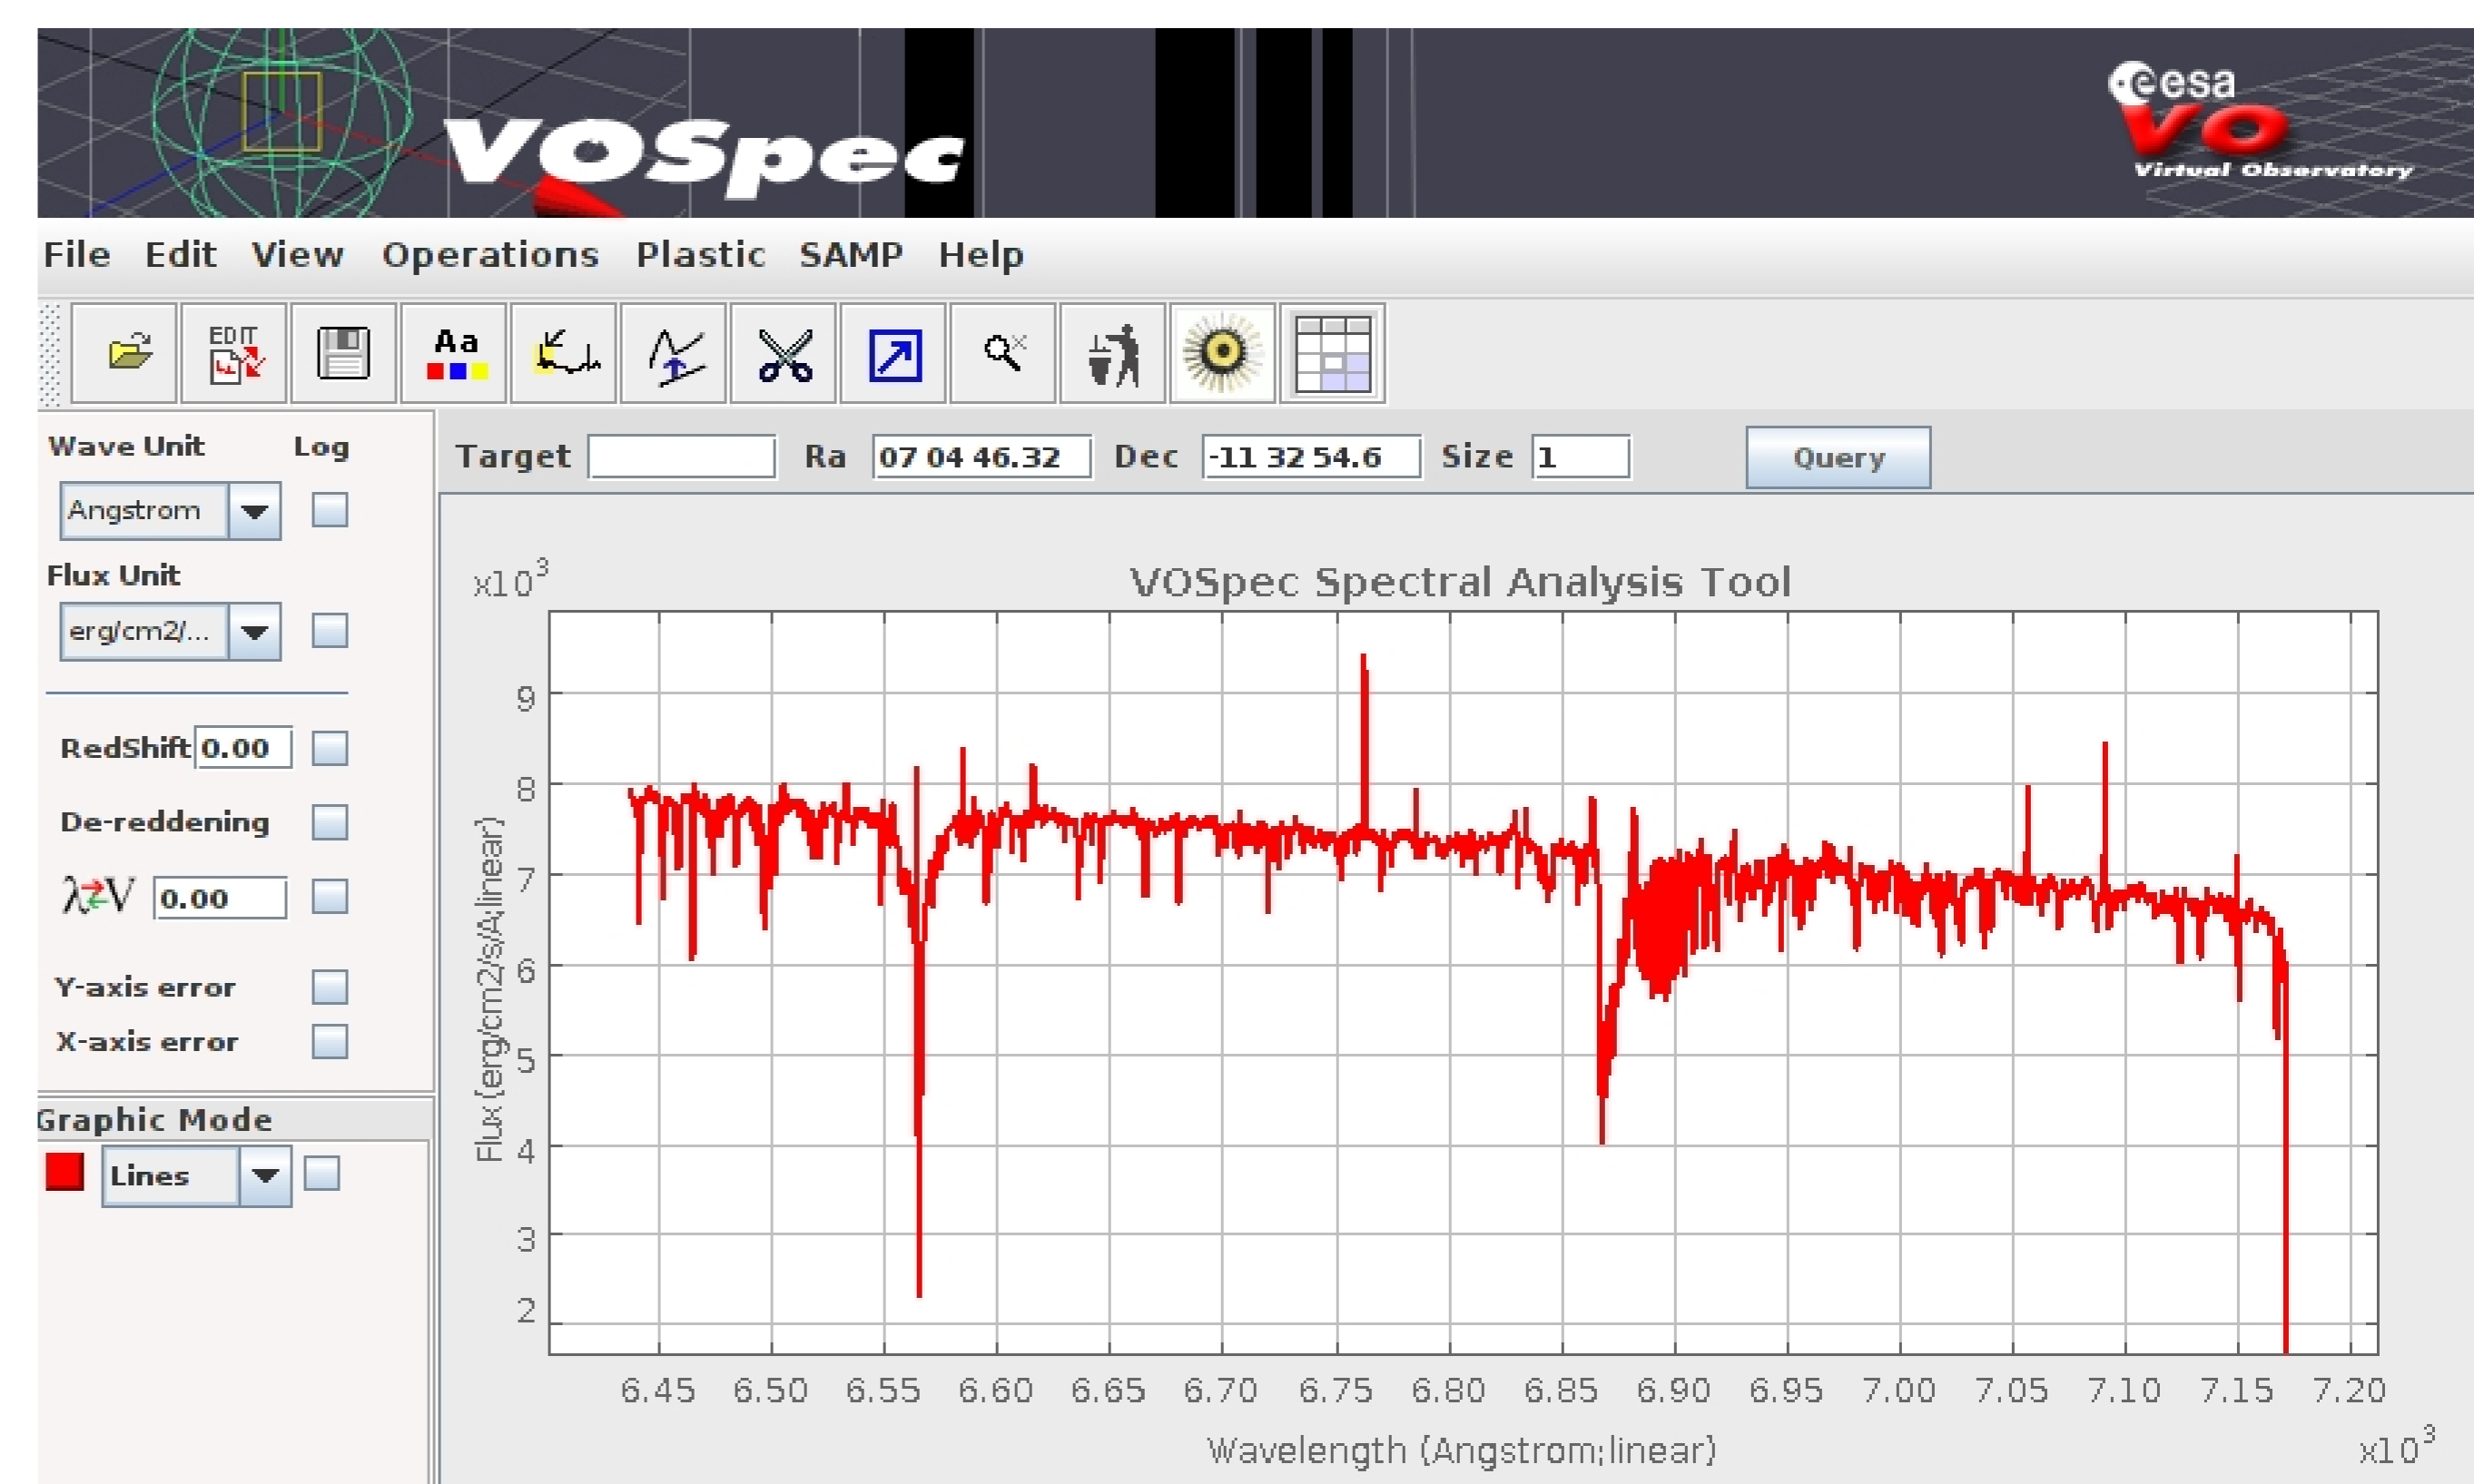 VOSpec
eesa
VO
Virtual Observatory
File Edit View Operations Plastic SAMP Help
EDIT
Aa
Wave Unit Log
Target Ra 07 04 46.32 Dec -11 32 54.6 Size 1 Query
Angstrom
Flux Unit
erg/cm2/...
RedShift 0.00
De-reddening
λ⇄V 0.00
Y-axis error
X-axis error
Graphic Mode
Lines
VOSpec Spectral Analysis Tool
x10³
9
8
7
6
5
4
3
2
Flux (erg/cm2/s/A;linear)
6.45 6.50 6.55 6.60 6.65 6.70 6.75 6.80 6.85 6.90 6.95 7.00 7.05 7.10 7.15 7.20
Wavelength (Angstrom;linear)
x10³